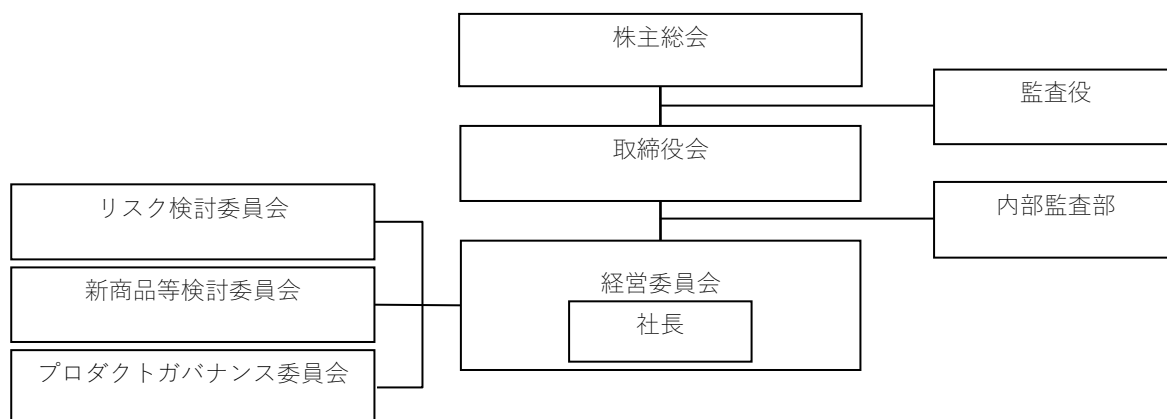 株主総会
監査役
取締役会
リスク検討委員会
内部監査部
新商品等検討委員会
経営委員会
社長
プロダクトガバナンス委員会